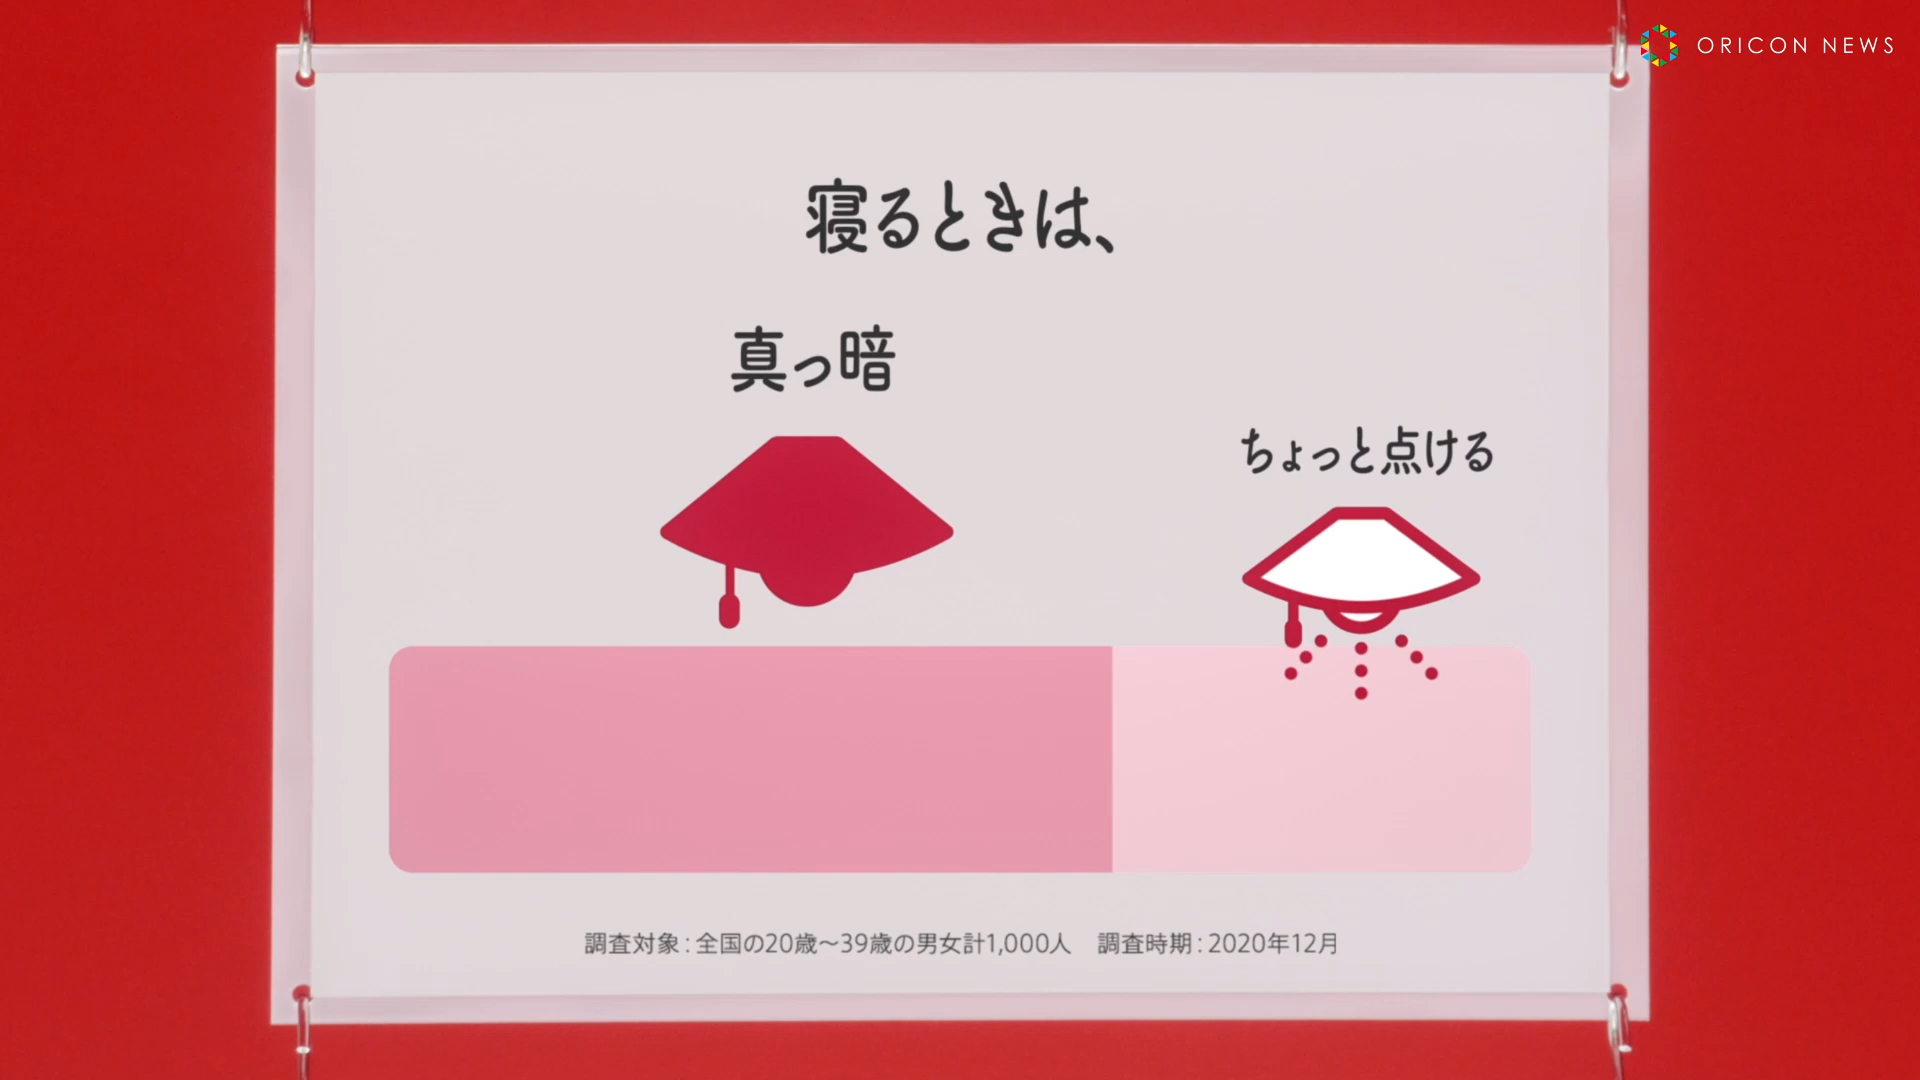 ORICON NEWS
寝るときは、
真っ暗
ちょっと点ける
調査対象:全国の20歳〜39歳の男女計1,000人 調査時期:2020年12月